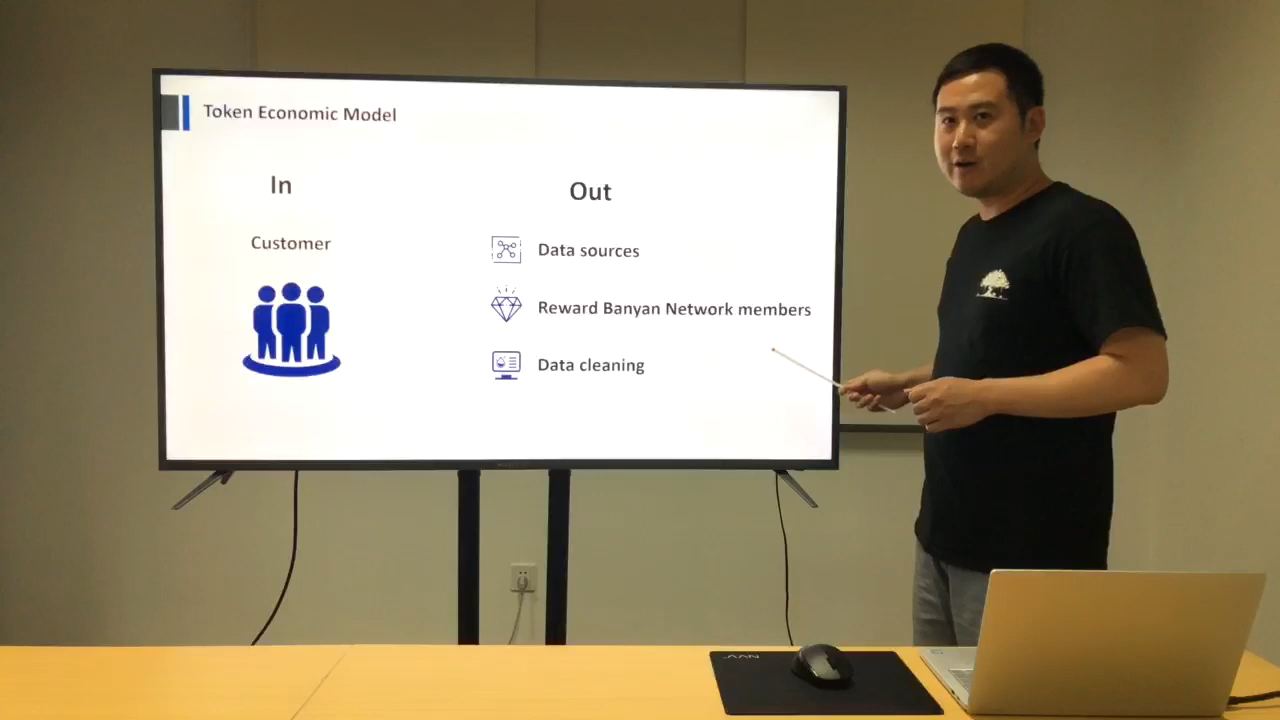 Token Economic Model
In
Out
Customer
Data sources
Reward Banyan Network members
Data cleaning